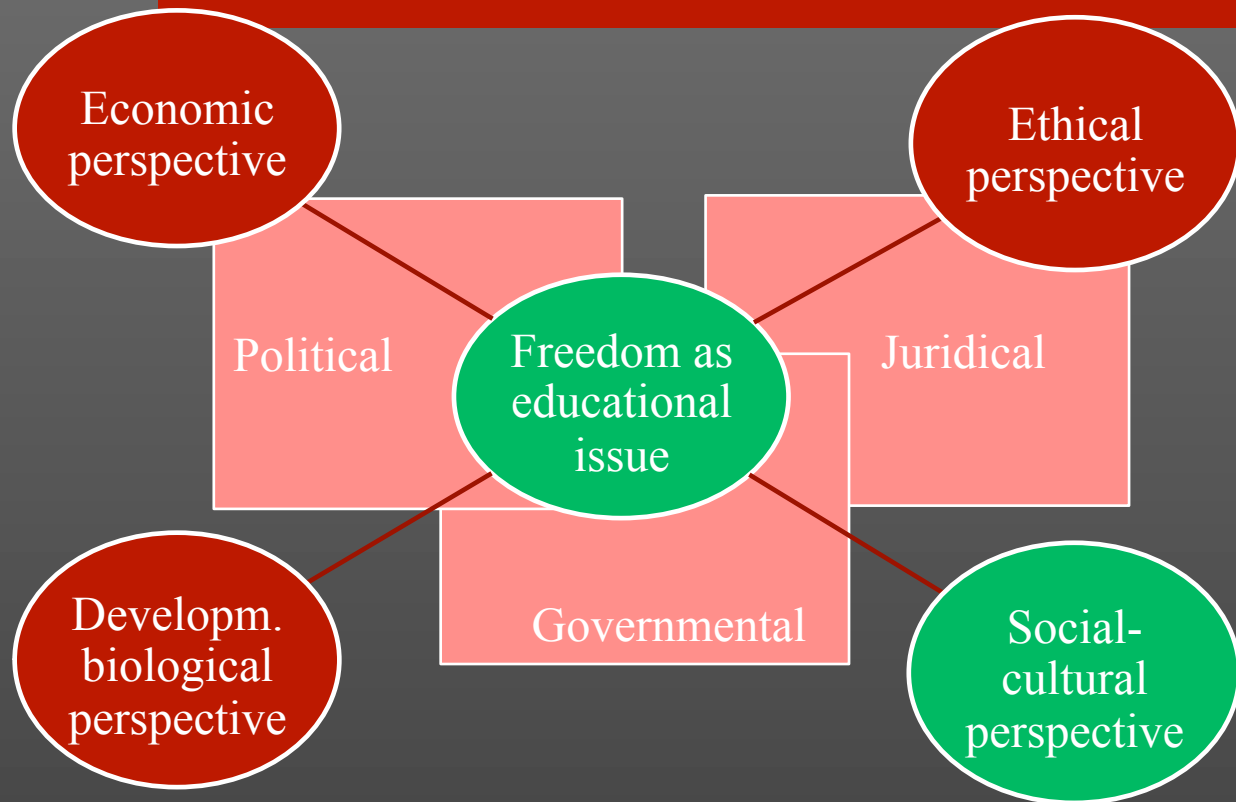 Economic
perspective
Ethical
perspective
Political
Freedom as
educational
issue
Juridical
Governmental
Developm.
biological
perspective
Social-
cultural
perspective